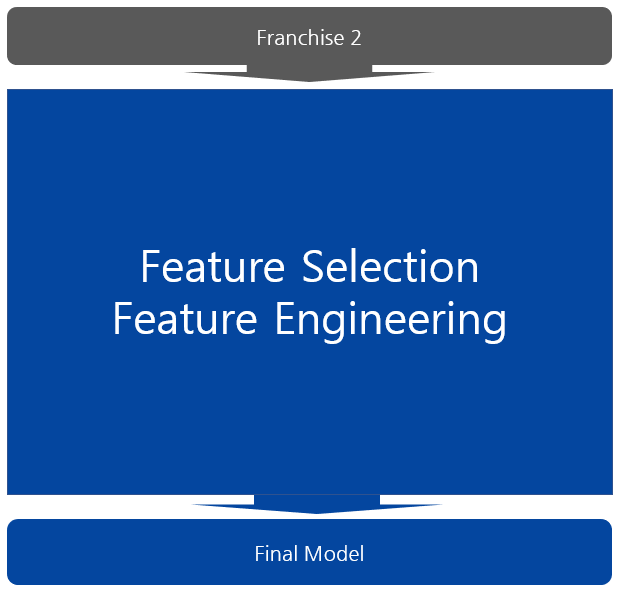 Franchise 2
Feature Selection
Feature Engineering
Final Model